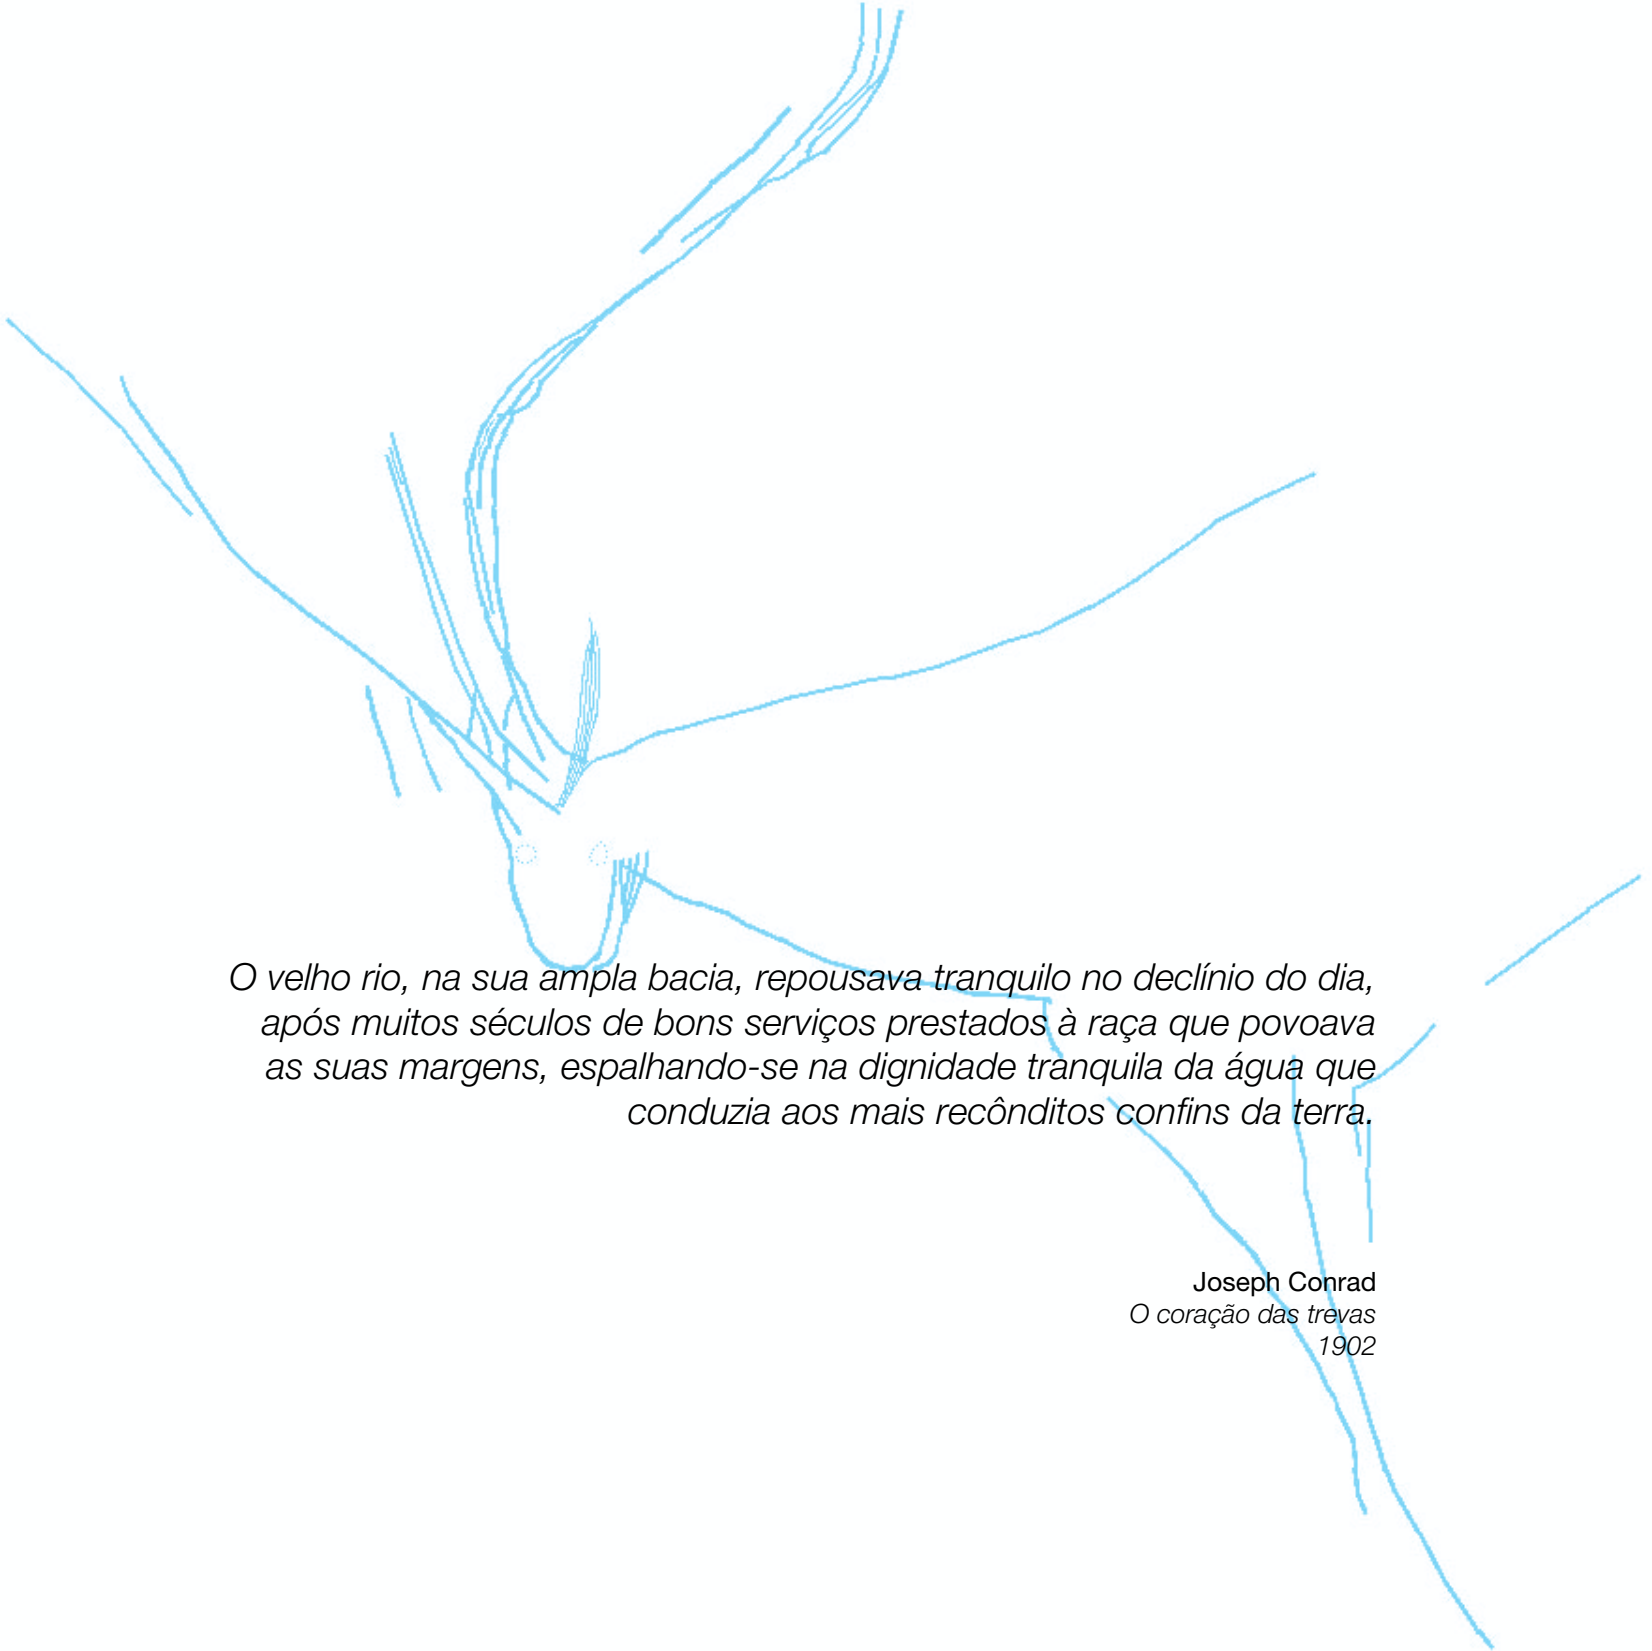 O velho rio, na sua ampla bacia, repousava tranquilo no declínio do dia,
após muitos séculos de bons serviços prestados à raça que povoava
as suas margens, espalhando-se na dignidade tranquila da água que
conduzia aos mais recônditos confins da terra.
Joseph Conrad
O coração das trevas
1902